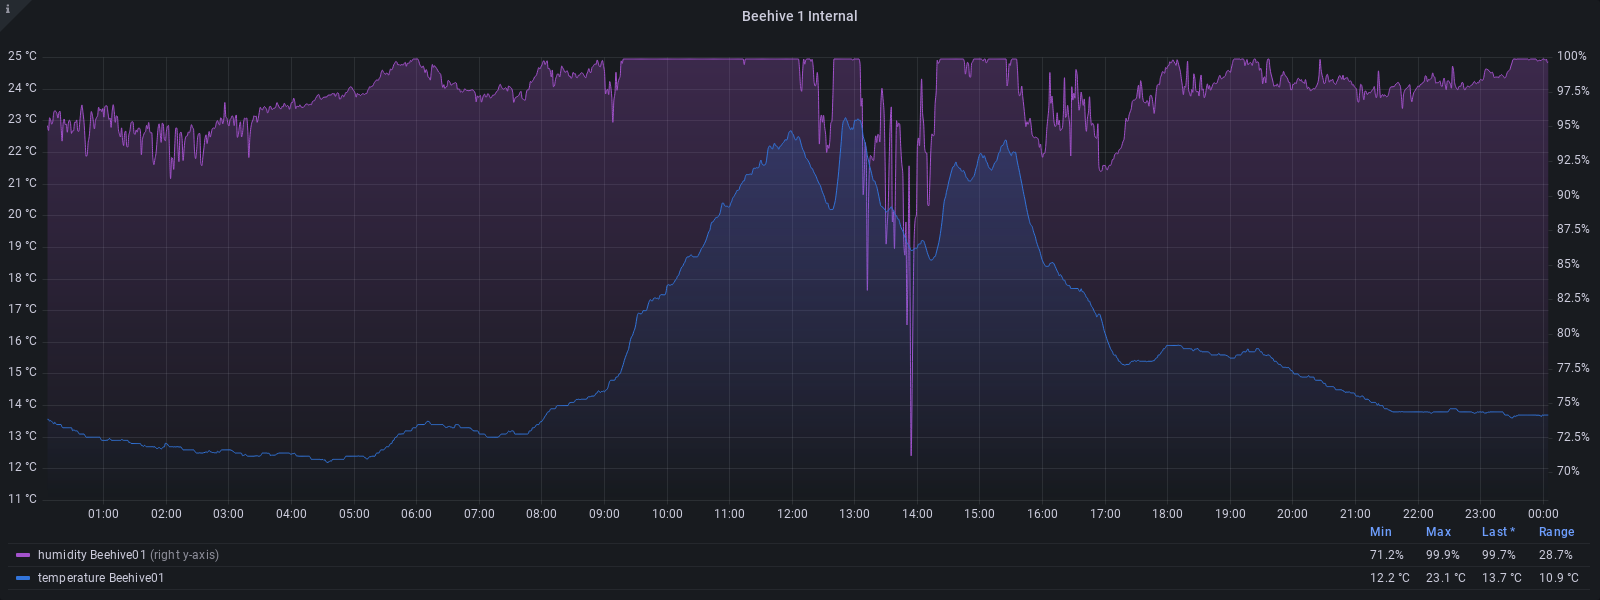 i
Beehive 1 Internal
25 °C 100%
24 °C 97.5%
23 °C 95%
22 °C 92.5%
21 °C 90%
20 °C 87.5%
19 °C 85%
18 °C 82.5%
17 °C 80%
16 °C 77.5%
15 °C 75%
14 °C 72.5%
13 °C 70%
12 °C
11 °C
01:00 02:00 03:00 04:00 05:00 06:00 07:00 08:00 09:00 10:00 11:00 12:00 13:00 14:00 15:00 16:00 17:00 18:00 19:00 20:00 21:00 22:00 23:00 00:00
Min Max Last * Range
humidity Beehive01 (right y-axis) 71.2% 99.9% 99.7% 28.7%
temperature Beehive01 12.2 °C 23.1 °C 13.7 °C 10.9 °C